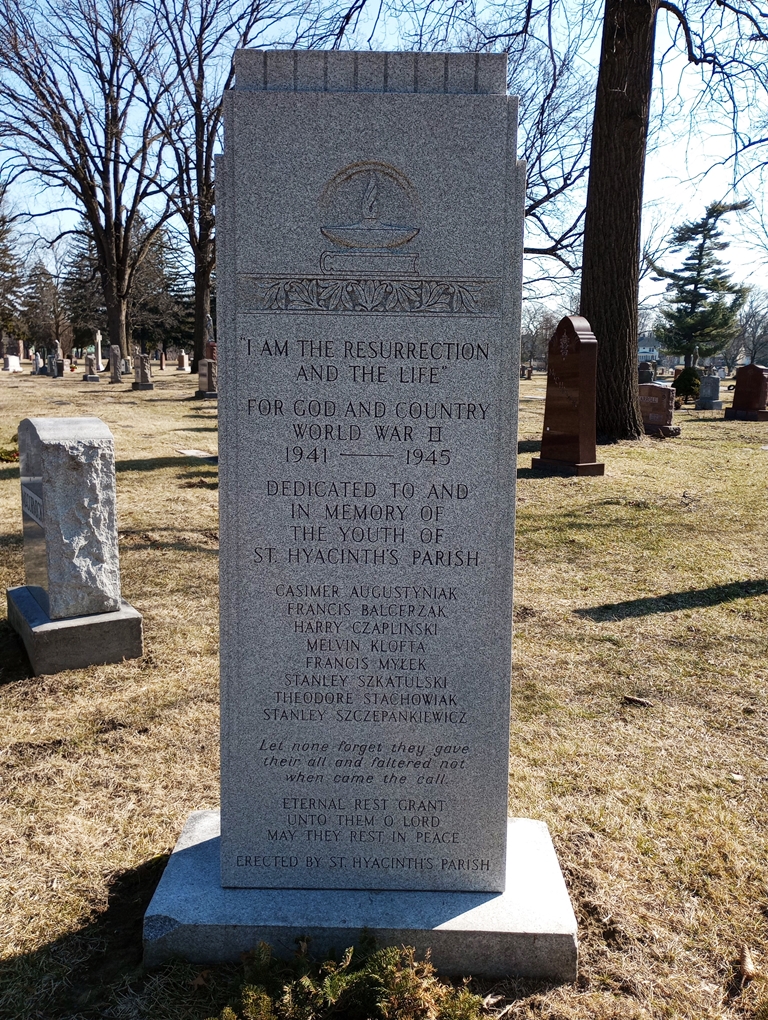 "I AM THE RESURRECTION
AND THE LIFE"
FOR GOD AND COUNTRY
WORLD WAR II
1941 — 1945
DEDICATED TO AND
IN MEMORY OF
THE YOUTH OF
ST. HYACINTH'S PARISH
CASIMER AUGUSTYNIAK
FRANCIS BALCERZAK
HARRY CZAPLINSKI
MELVIN KLOFTA
FRANCIS MYŁEK
STANLEY SZKATULSKI
THEODORE STACHOWIAK
STANLEY SZCZEPANKIEWICZ
Let none forget they gave
their all and faltered not
when came the call.
ETERNAL REST GRANT
UNTO THEM O LORD
MAY THEY REST IN PEACE
ERECTED BY ST. HYACINTH'S PARISH